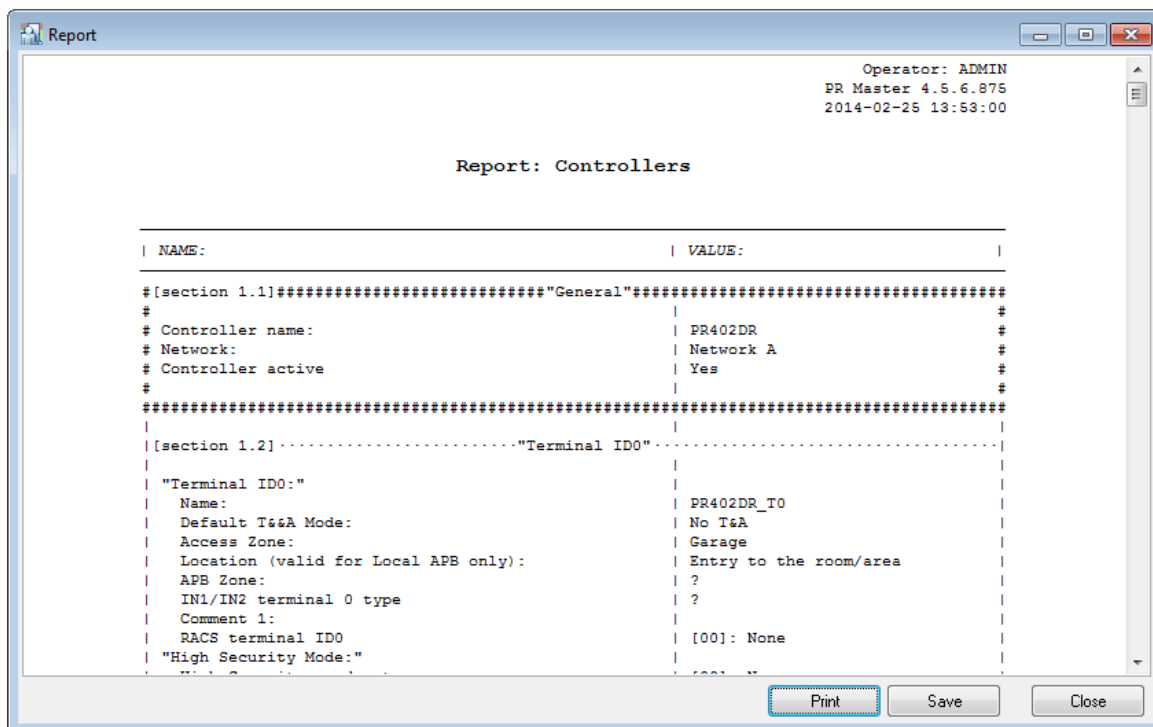 Report
Operator: ADMIN
PR Master 4.5.6.875
2014-02-25 13:53:00
Report: Controllers
| NAME: | VALUE: |
#[section 1.1]############################"General"#######################################
# | #
# Controller name: | PR402DR #
# Network: | Network A #
# Controller active | Yes #
# | #
##########################################################################################
| | |
|[section 1.2]·························"Terminal ID0"····································|
| | |
| "Terminal ID0:" | |
| Name: | PR402DR_T0 |
| Default T&&A Mode: | No T&A |
| Access Zone: | Garage |
| Location (valid for Local APB only): | Entry to the room/area |
| APB Zone: | ? |
| IN1/IN2 terminal 0 type | ? |
| Comment 1: | |
| RACS terminal ID0 | [00]: None |
| "High Security Mode:" | |
Print Save Close